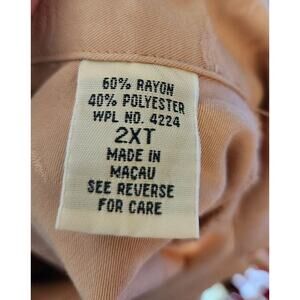 60% RAYON
40% POLYESTER
WPL NO. 4224
2XT
MADE IN
MACAU
SEE REVERSE
FOR CARE